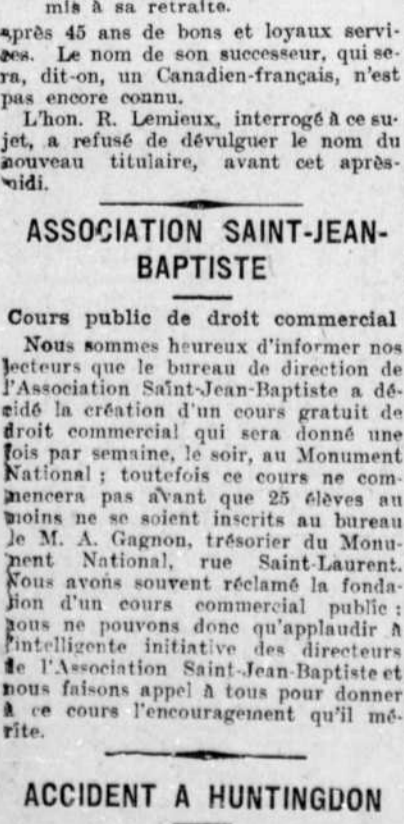 mis à sa retraite.
après 45 ans de bons et loyaux servi-
ces. Le nom de son successeur, qui se-
ra, dit-on, un Canadien-français, n'est
pas encore connu.
L'hon. R. Lemieux, interrogé à ce su-
jet, a refusé de dévulguer le nom du
nouveau titulaire, avant cet après-
midi.
ASSOCIATION SAINT-JEAN-
BAPTISTE
Cours public de droit commercial
Nous sommes heureux d'informer nos
lecteurs que le bureau de direction de
l'Association Saint-Jean-Baptiste a dé-
cidé la création d'un cours gratuit de
droit commercial qui sera donné une
fois par semaine, le soir, au Monument
National ; toutefois ce cours ne com-
mencera pas avant que 25 élèves au
moins ne se soient inscrits au bureau
de M. A. Gagnon, trésorier du Monu-
ment National, rue Saint-Laurent.
Nous avons souvent réclamé la fonda-
tion d'un cours commercial public ;
nous ne pouvons donc qu'applaudir à
l'intelligente initiative des directeurs
de l'Association Saint-Jean-Baptiste et
nous faisons appel à tous pour donner
à ce cours l'encouragement qu'il mé-
rite.
ACCIDENT A HUNTINGDON